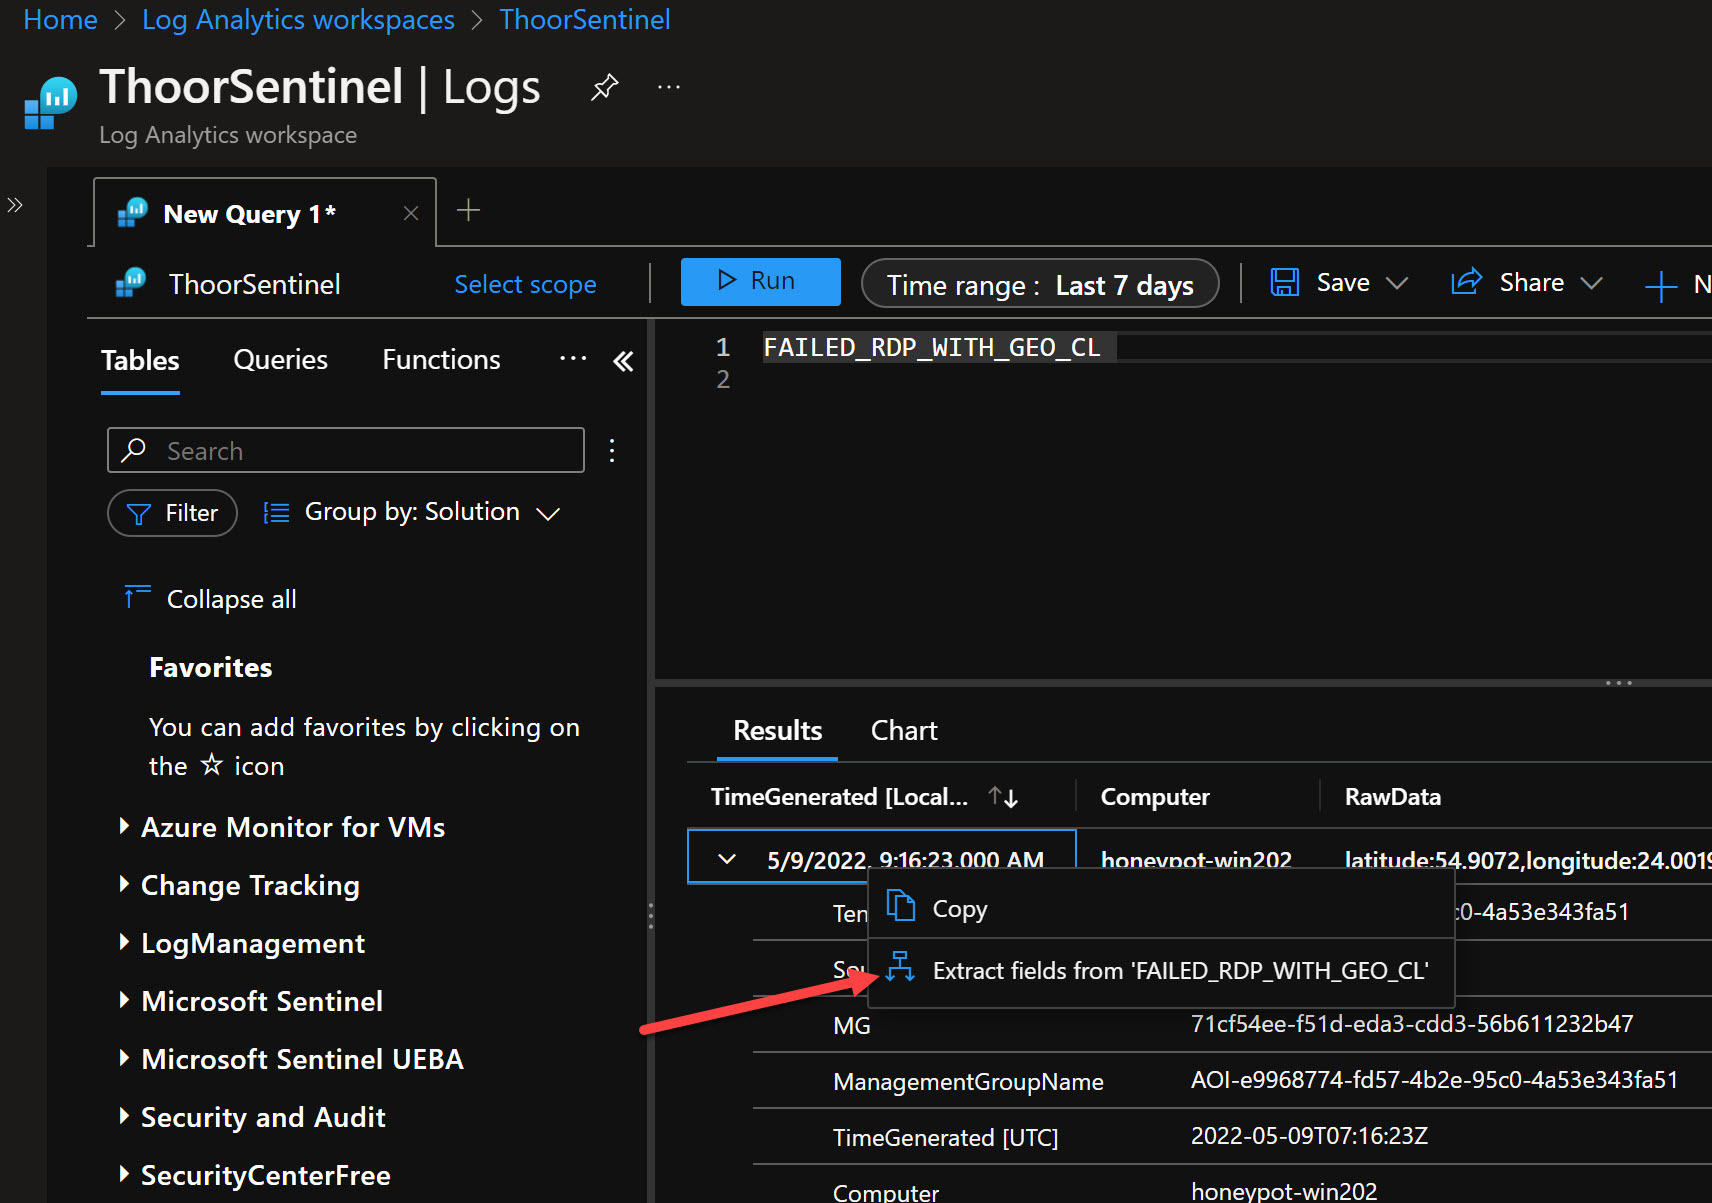 Home > Log Analytics workspaces > ThoorSentinel
ThoorSentinel | Logs ...
Log Analytics workspace
New Query 1*
ThoorSentinel Select scope Run Time range : Last 7 days Save Share N
Tables Queries Functions ...
1 FAILED_RDP_WITH_GEO_CL
2
Search
Filter Group by: Solution
Collapse all
Favorites
You can add favorites by clicking on
the ☆ icon
Azure Monitor for VMs
Change Tracking
LogManagement
Microsoft Sentinel
Microsoft Sentinel UEBA
Security and Audit
SecurityCenterFree
Results Chart
TimeGenerated [Local... Computer RawData
5/9/2022, 9:16:23.000 AM honeypot-win202 latitude:54.9072,longitude:24.0019
Copy
Extract fields from 'FAILED_RDP_WITH_GEO_CL'
Ten c0-4a53e343fa51
Sou
MG 71cf54ee-f51d-eda3-cdd3-56b611232b47
ManagementGroupName AOI-e9968774-fd57-4b2e-95c0-4a53e343fa51
TimeGenerated [UTC] 2022-05-09T07:16:23Z
Computer honeypot-win202